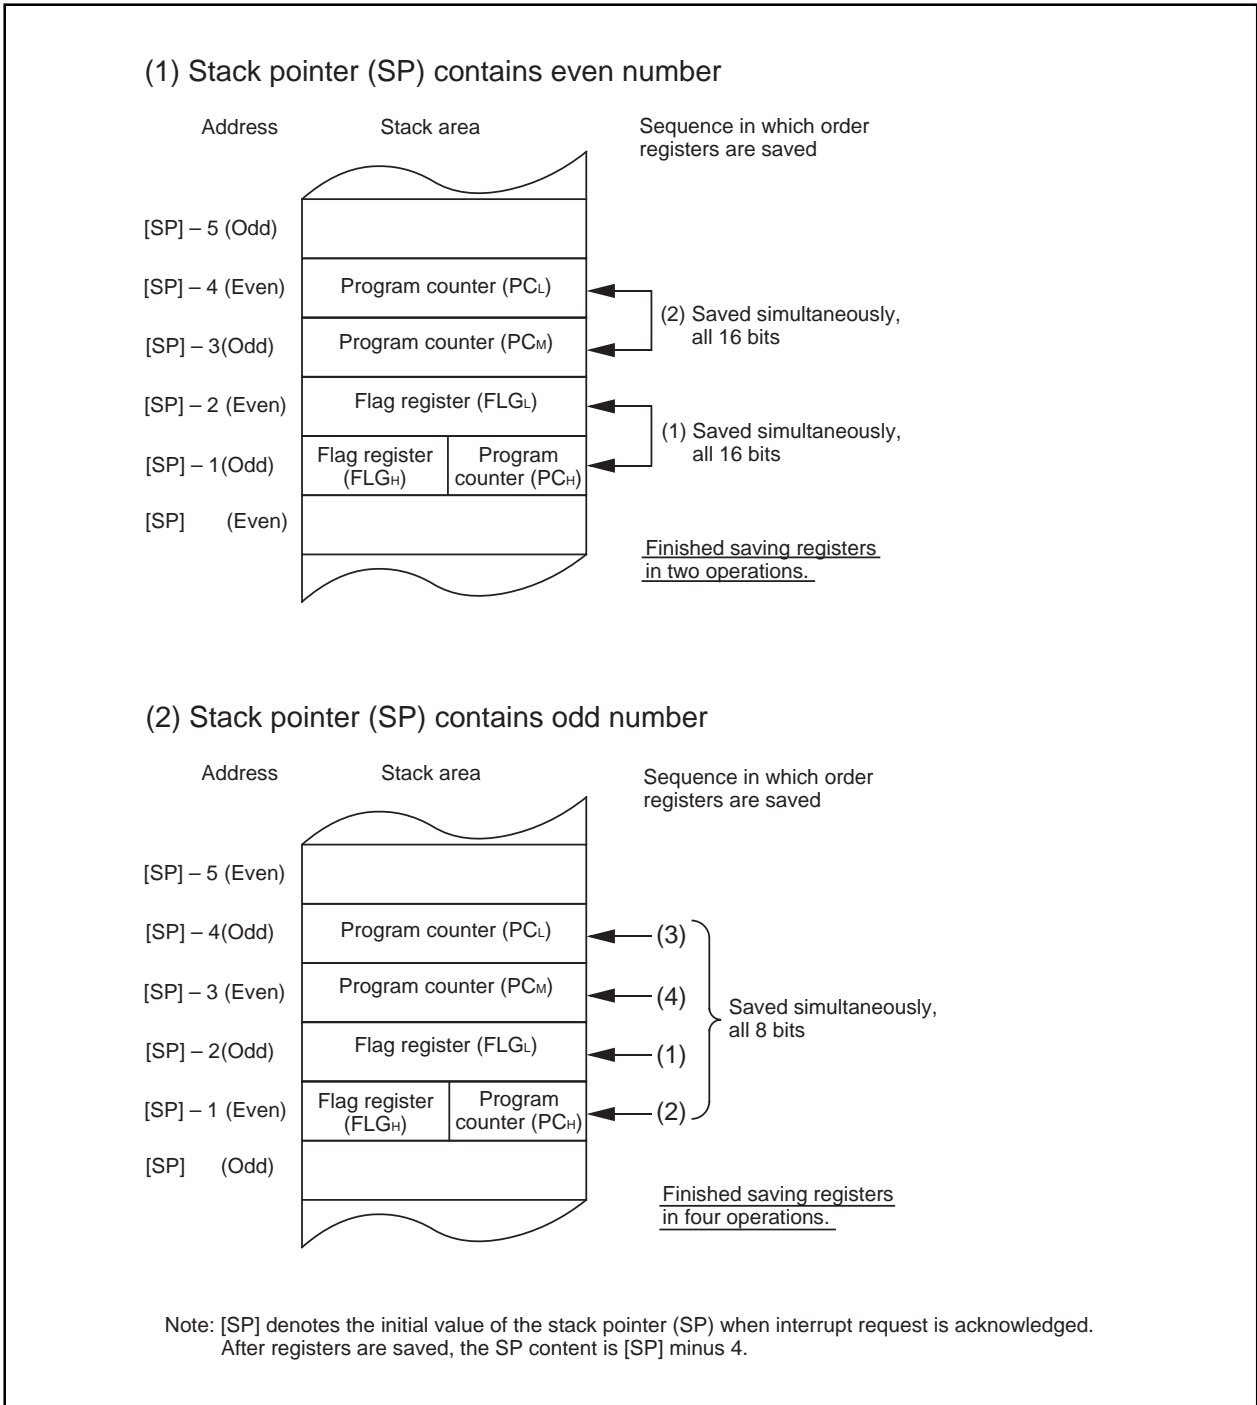 (1) Stack pointer (SP) contains even number
Address Stack area Sequence in which order
registers are saved
[SP] – 5 (Odd)
[SP] – 4 (Even) Program counter (PCL)
(2) Saved simultaneously,
all 16 bits
[SP] – 3(Odd) Program counter (PCM)
[SP] – 2 (Even) Flag register (FLGL)
(1) Saved simultaneously,
all 16 bits
[SP] – 1(Odd) Flag register
(FLGH)
Program
counter (PCH)
[SP] (Even)
Finished saving registers
in two operations.
(2) Stack pointer (SP) contains odd number
Address Stack area Sequence in which order
registers are saved
[SP] – 5 (Even)
[SP] – 4(Odd) Program counter (PCL) (3)
[SP] – 3 (Even) Program counter (PCM) (4)
Saved simultaneously,
all 8 bits
[SP] – 2(Odd) Flag register (FLGL) (1)
[SP] – 1 (Even) Flag register
(FLGH)
Program
counter (PCH)
(2)
[SP] (Odd)
Finished saving registers
in four operations.
Note: [SP] denotes the initial value of the stack pointer (SP) when interrupt request is acknowledged.
After registers are saved, the SP content is [SP] minus 4.